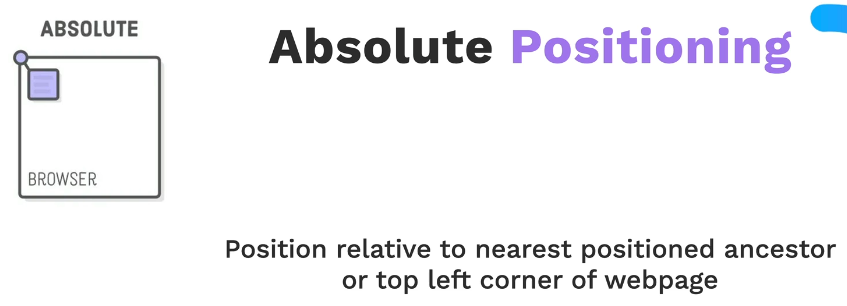 ABSOLUTE
Absolute Positioning
BROWSER
Position relative to nearest positioned ancestor
or top left corner of webpage